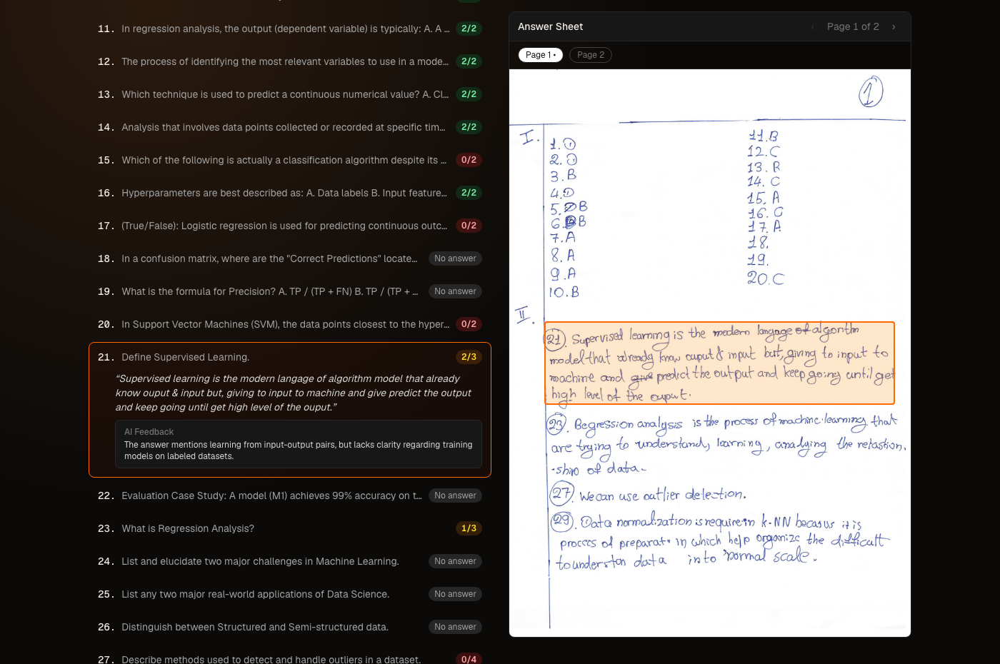 11. In regression analysis, the output (dependent variable) is typically: A. A ... 2/2
12. The process of identifying the most relevant variables to use in a mode... 2/2
13. Which technique is used to predict a continuous numerical value? A. Cl... 2/2
14. Analysis that involves data points collected or recorded at specific tim... 2/2
15. Which of the following is actually a classification algorithm despite its ... 0/2
16. Hyperparameters are best described as: A. Data labels B. Input feature... 2/2
17. (True/False): Logistic regression is used for predicting continuous outc... 0/2
18. In a confusion matrix, where are the "Correct Predictions" locate... No answer
19. What is the formula for Precision? A. TP / (TP + FN) B. TP / (TP + ... No answer
20. In Support Vector Machines (SVM), the data points closest to the hyper... 0/2
21. Define Supervised Learning. 2/3
“Supervised learning is the modern langage of algorithm model that already
know ouput & input but, giving to input to machine and give predict the output
and keep going until get high level of the ouput.”
AI Feedback
The answer mentions learning from input-output pairs, but lacks clarity regarding training
models on labeled datasets.
22. Evaluation Case Study: A model (M1) achieves 99% accuracy on t... No answer
23. What is Regression Analysis? 1/3
24. List and elucidate two major challenges in Machine Learning. No answer
25. List any two major real-world applications of Data Science. No answer
26. Distinguish between Structured and Semi-structured data. No answer
27. Describe methods used to detect and handle outliers in a dataset. 0/4
Answer Sheet
‹ Page 1 of 2 ›
Page 1 • Page 2
1
I.
1. D
2. D
3. B
4. D
5. B
6. B
7. A
8. A
9. A
10. B
11. B
12. C
13. B
14. C
15. A
16. C
17. A
18.
19.
20. C
II.
21). Supervised learning is the modern langage of algorithm
model that already know ouput & input but, giving to input to
machine and give predict the output and keep going until get
high level of the ouput.
23. Regression analysis is the process of machine learning that
are trying to understand, learning, analying the relation
-ship of data.
27. We can use outlier detection.
29. Data normalization is require in k-NN becasus it is
proces of preparat. in which help organize the difficult
to understan data into normal scale.